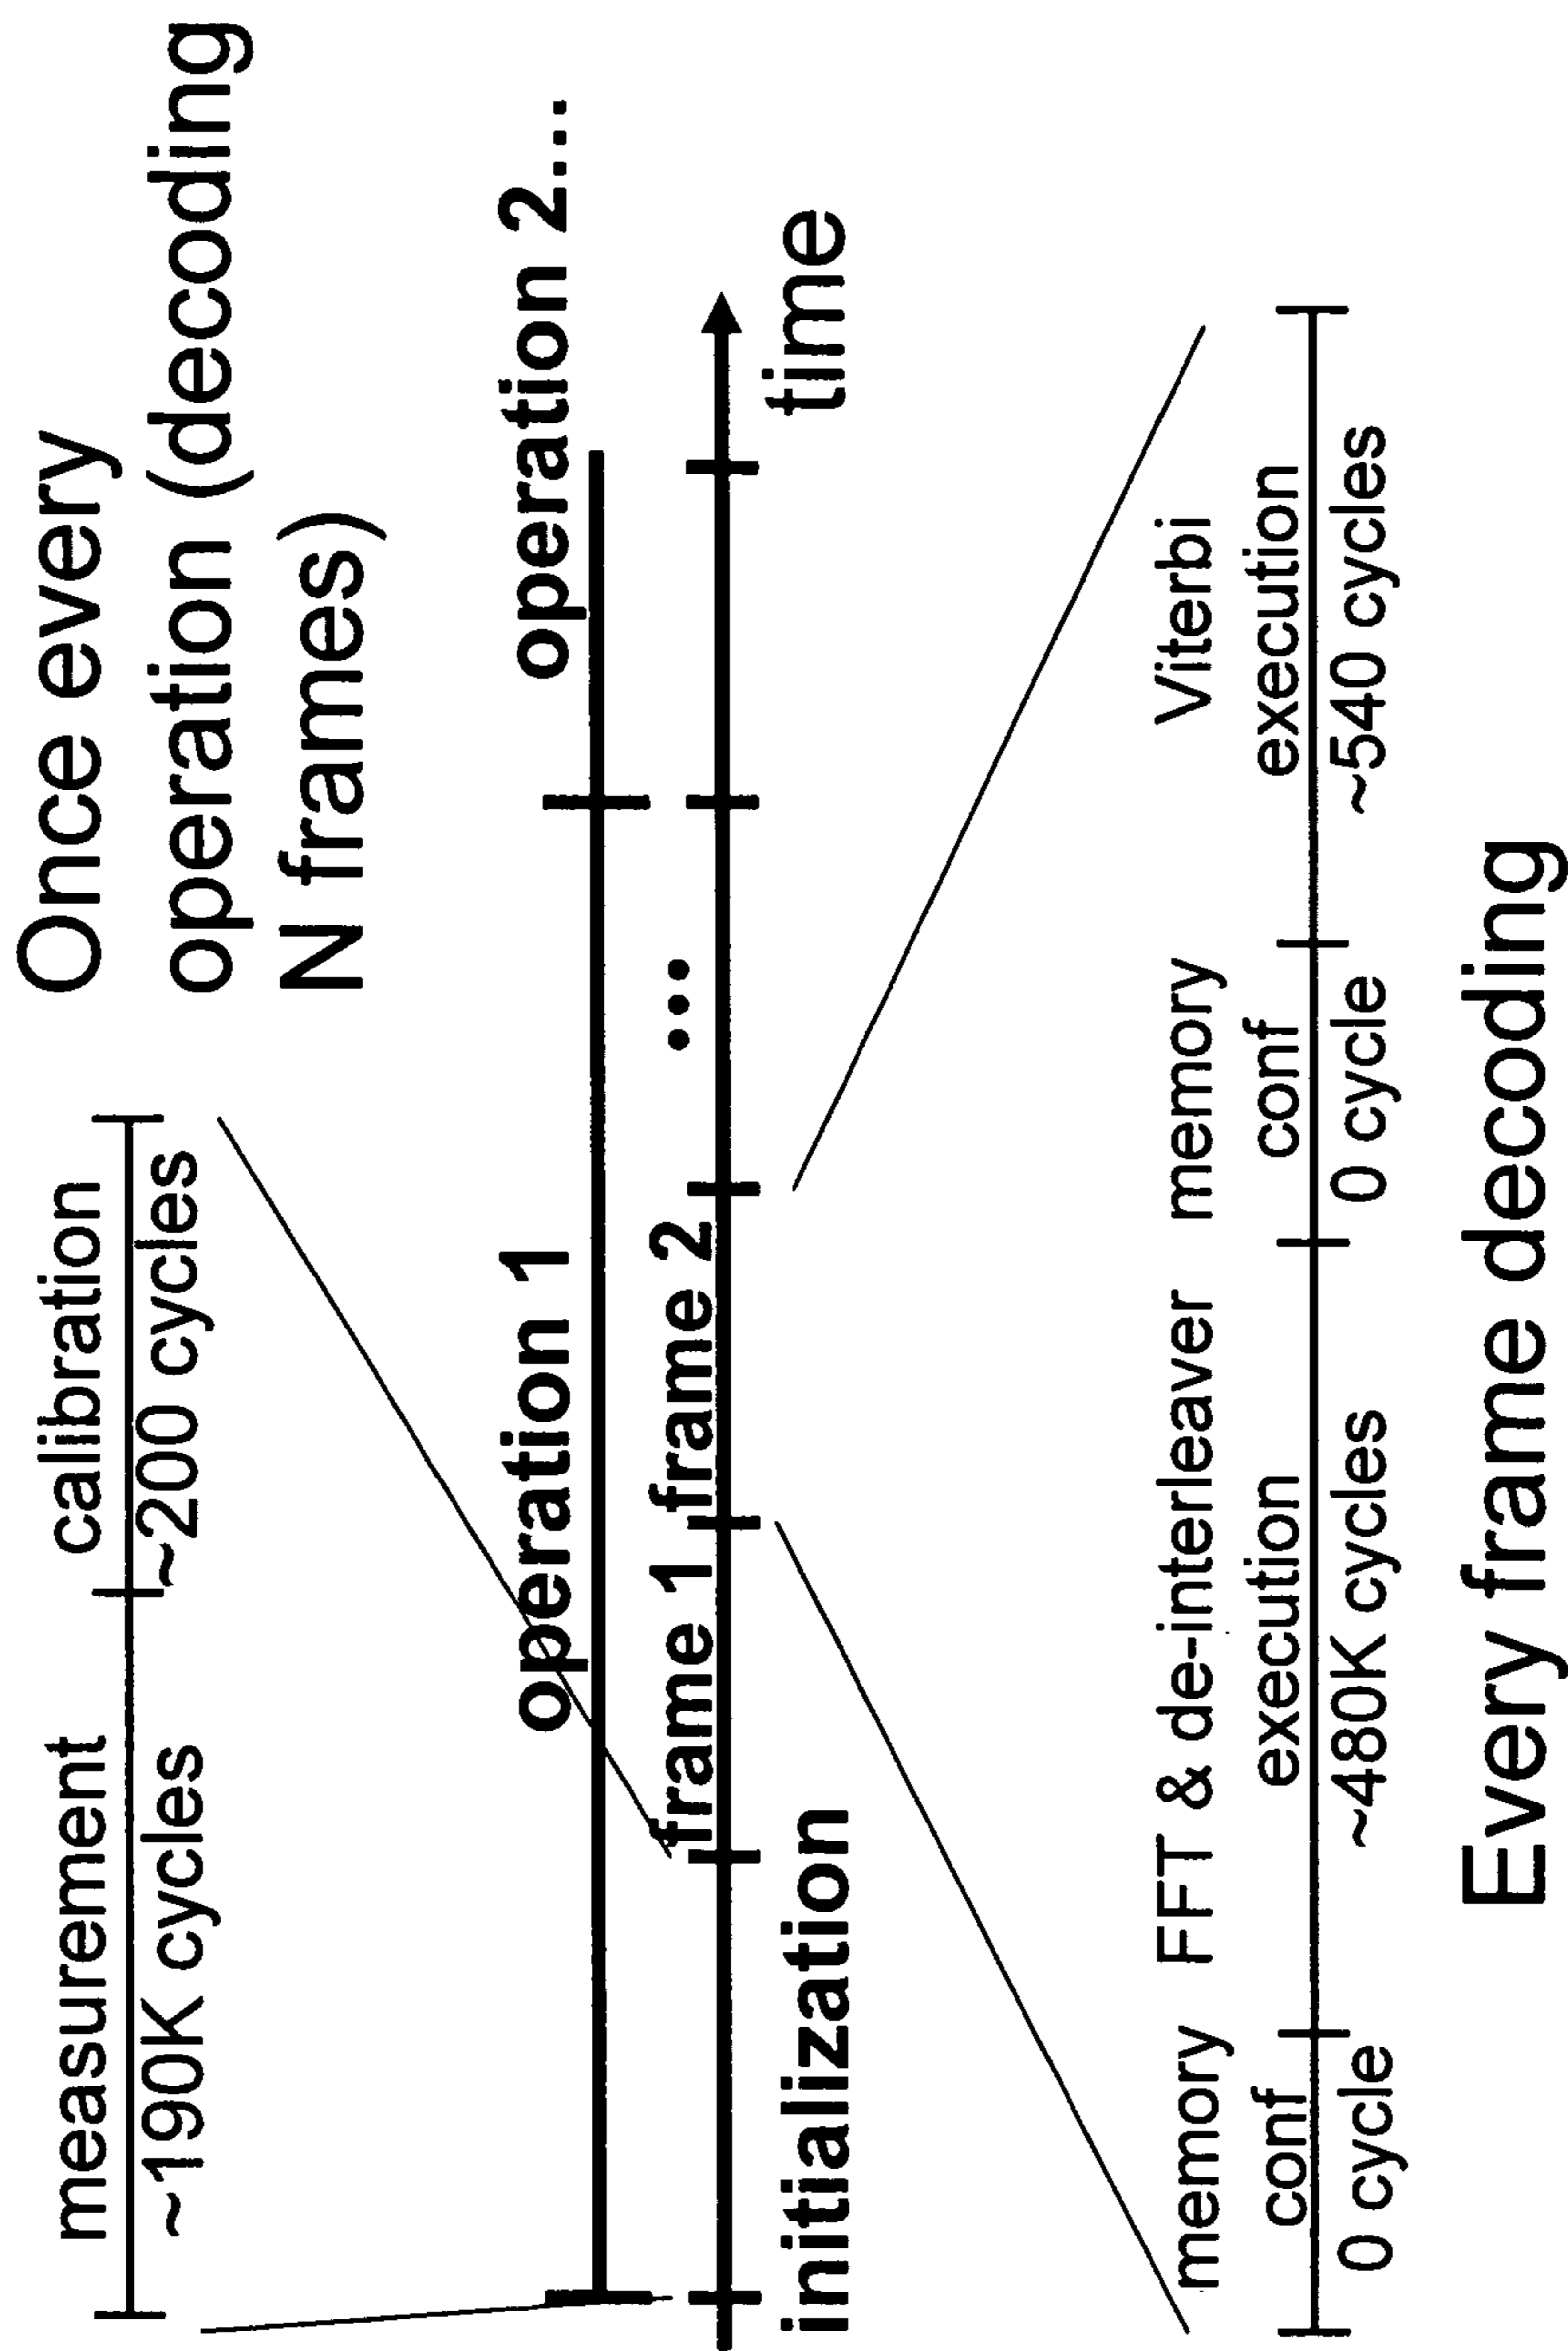 measurement
calibration
~190K cycles
~200 cycles
Once every
operation (decoding
N frames)
operation 1
operation 2...
frame 1
frame 2
...
initialization
time
memory
conf
0 cycle
FFT & de-interleaver
execution
~480K cycles
memory
conf
0 cycle
Viterbi
execution
~540 cycles
Every frame decoding